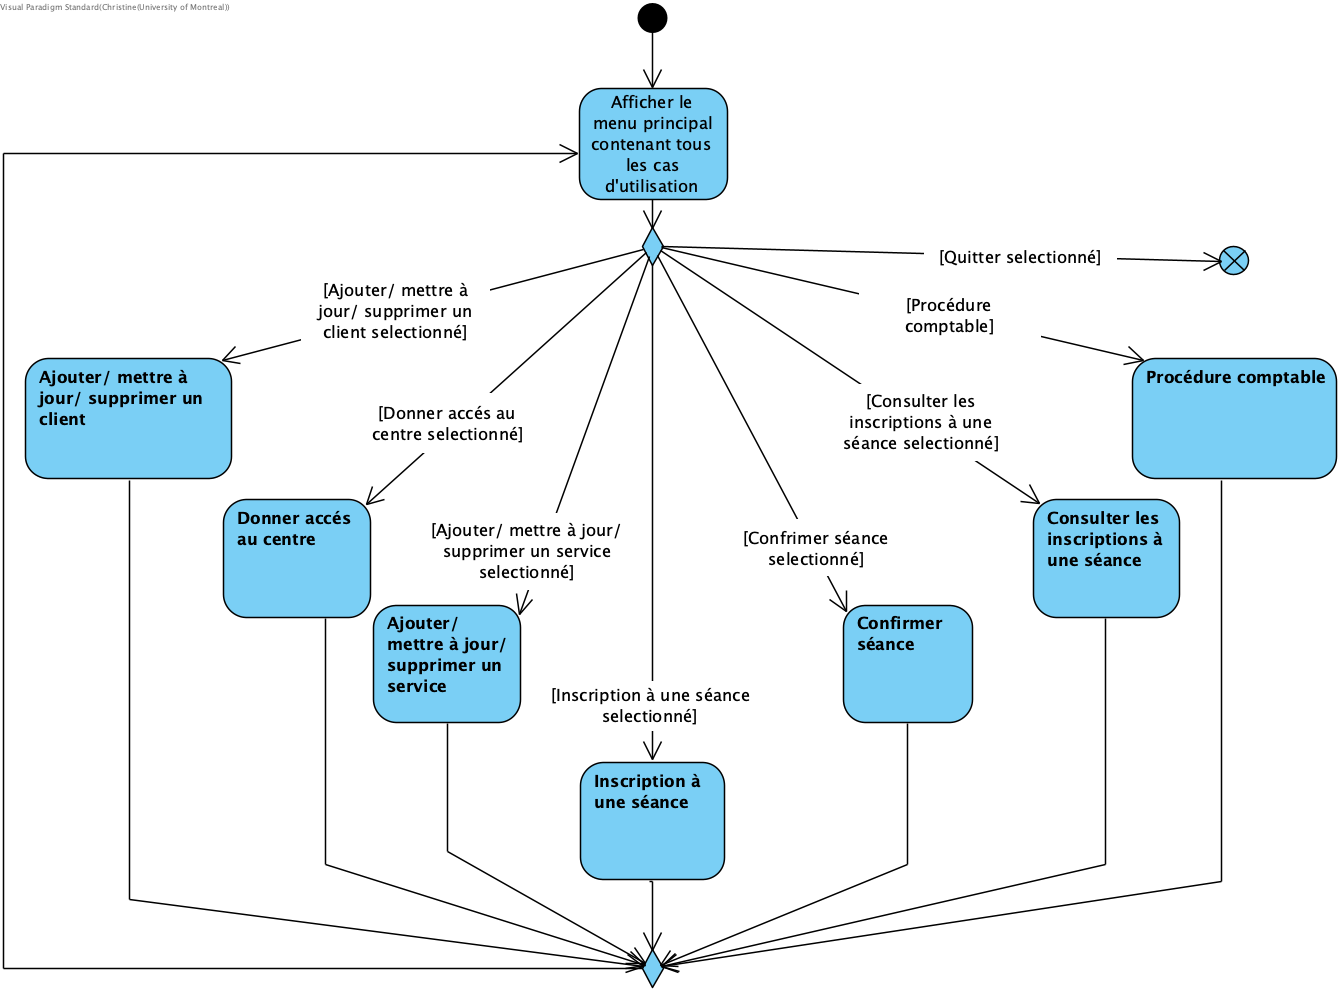 Visual Paradigm Standard(Christine(University of Montreal))
Afficher le
menu principal
contenant tous
les cas
d'utilisation
[Quitter selectionné]
[Ajouter/ mettre à
jour/ supprimer un
client selectionné]
[Procédure
comptable]
Ajouter/ mettre à
jour/ supprimer un
client
Procédure comptable
[Donner accés au
centre selectionné]
[Consulter les
inscriptions à une
séance selectionné]
Donner accés
au centre
[Ajouter/ mettre à jour/
supprimer un service
selectionné]
[Confrimer séance
selectionné]
Consulter les
inscriptions à
une séance
Ajouter/
mettre à jour/
supprimer un
service
Confirmer
séance
[Inscription à une séance
selectionné]
Inscription à
une séance